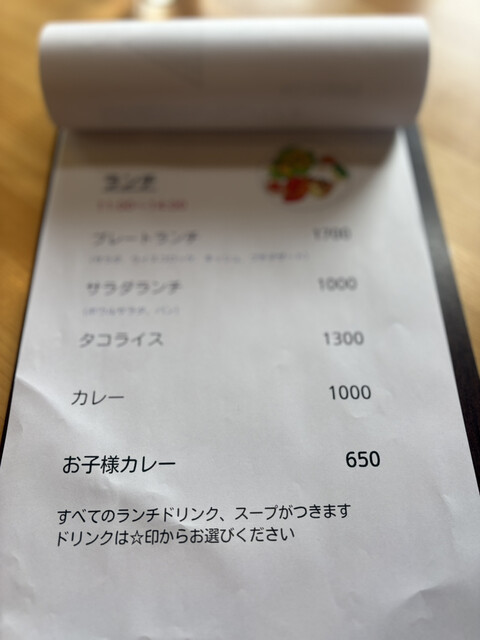 ランチ
プレートランチ 1700
サラダランチ 1000
タコライス 1300
カレー 1000
お子様カレー 650
すべてのランチドリンク、スープがつきます
ドリンクは☆印からお選びください